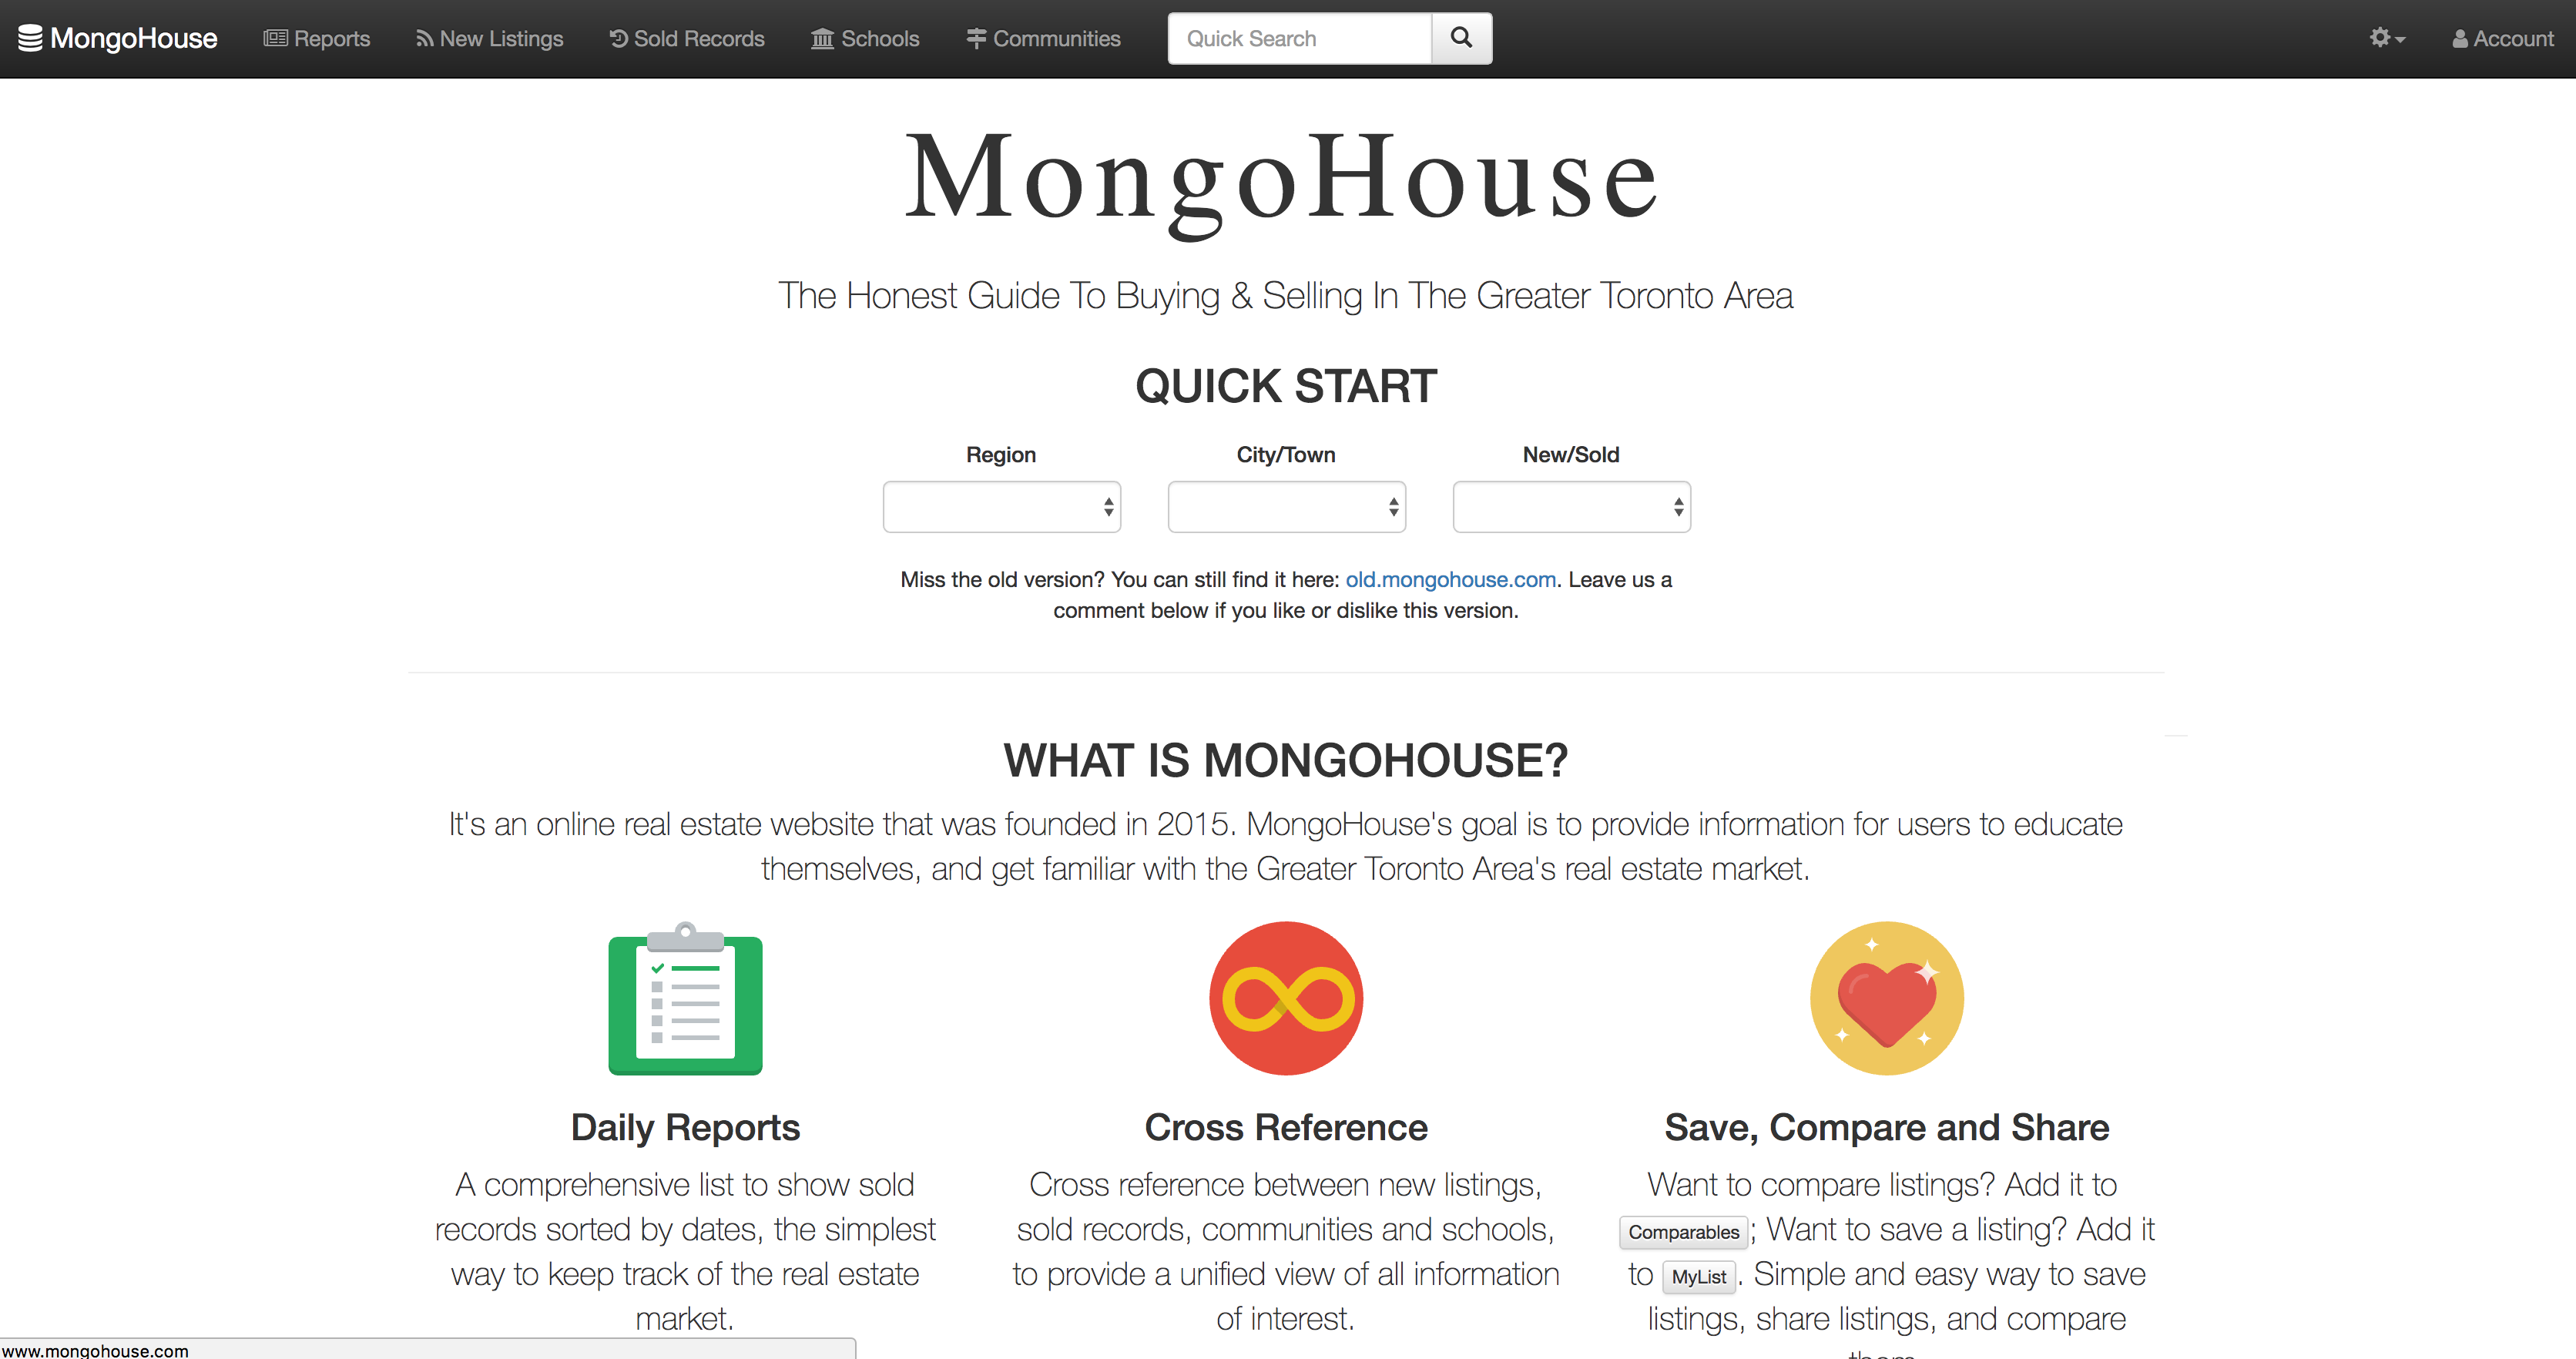 MongoHouse
Reports
New Listings
Sold Records
Schools
Communities
Quick Search
Account
MongoHouse
The Honest Guide To Buying & Selling In The Greater Toronto Area
QUICK START
Region
City/Town
New/Sold
Miss the old version? You can still find it here: old.mongohouse.com. Leave us a
comment below if you like or dislike this version.
WHAT IS MONGOHOUSE?
It's an online real estate website that was founded in 2015. MongoHouse's goal is to provide information for users to educate
themselves, and get familiar with the Greater Toronto Area's real estate market.
Daily Reports
A comprehensive list to show sold
records sorted by dates, the simplest
way to keep track of the real estate
market.
Cross Reference
Cross reference between new listings,
sold records, communities and schools,
to provide a unified view of all information
of interest.
Save, Compare and Share
Want to compare listings? Add it to
Comparables; Want to save a listing? Add it
to MyList. Simple and easy way to save
listings, share listings, and compare
www.mongohouse.com